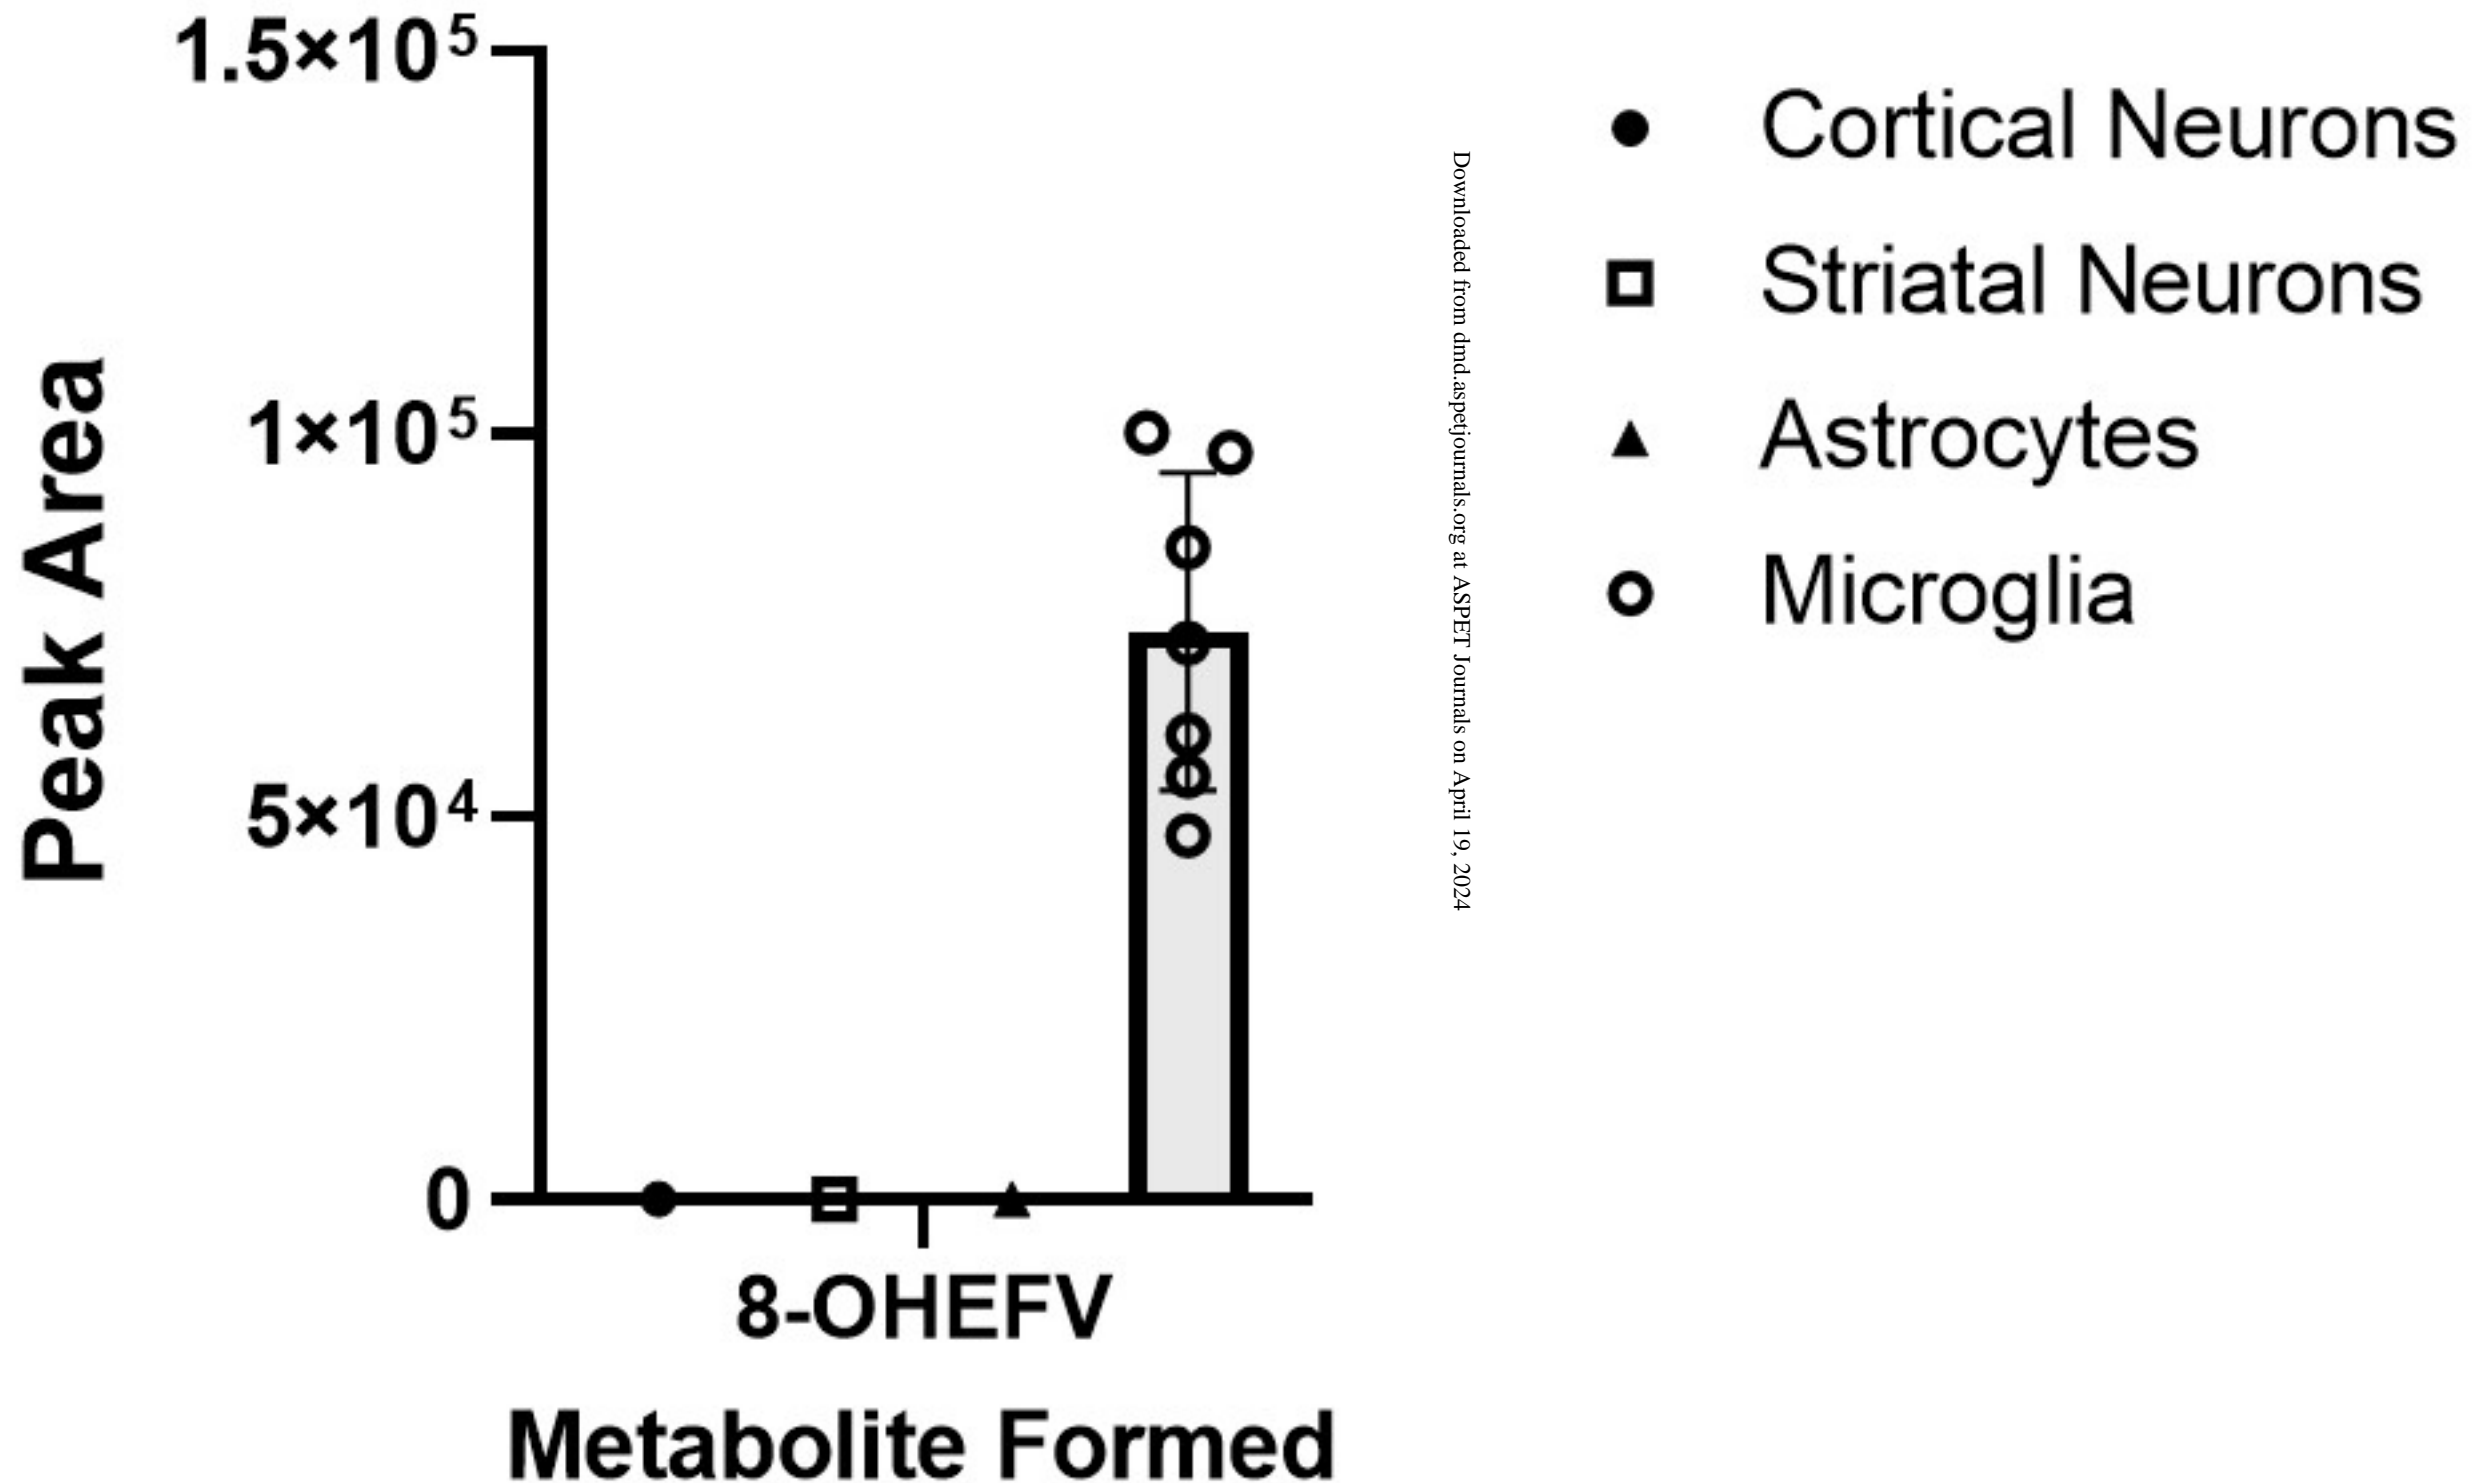 Peak Area
1.5×10⁵
1×10⁵
5×10⁴
0
8-OHEFV
Metabolite Formed
Downloaded from dmd.aspetjournals.org at ASPET Journals on April 19, 2024
Cortical Neurons
Striatal Neurons
Astrocytes
Microglia